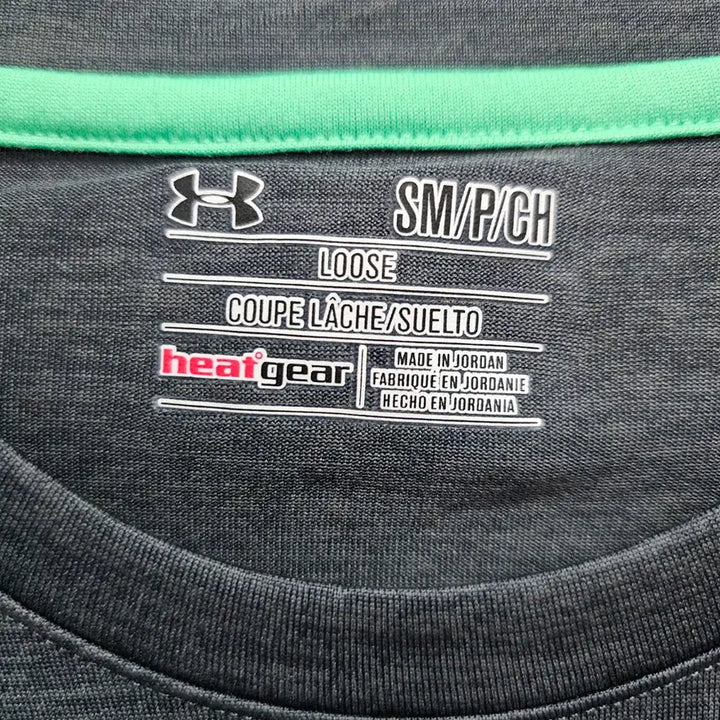 SM/P/CH
LOOSE
COUPE LÂCHE/SUELTO
heatgear
MADE IN JORDAN
FABRIQUÉ EN JORDANIE
HECHO EN JORDANIA